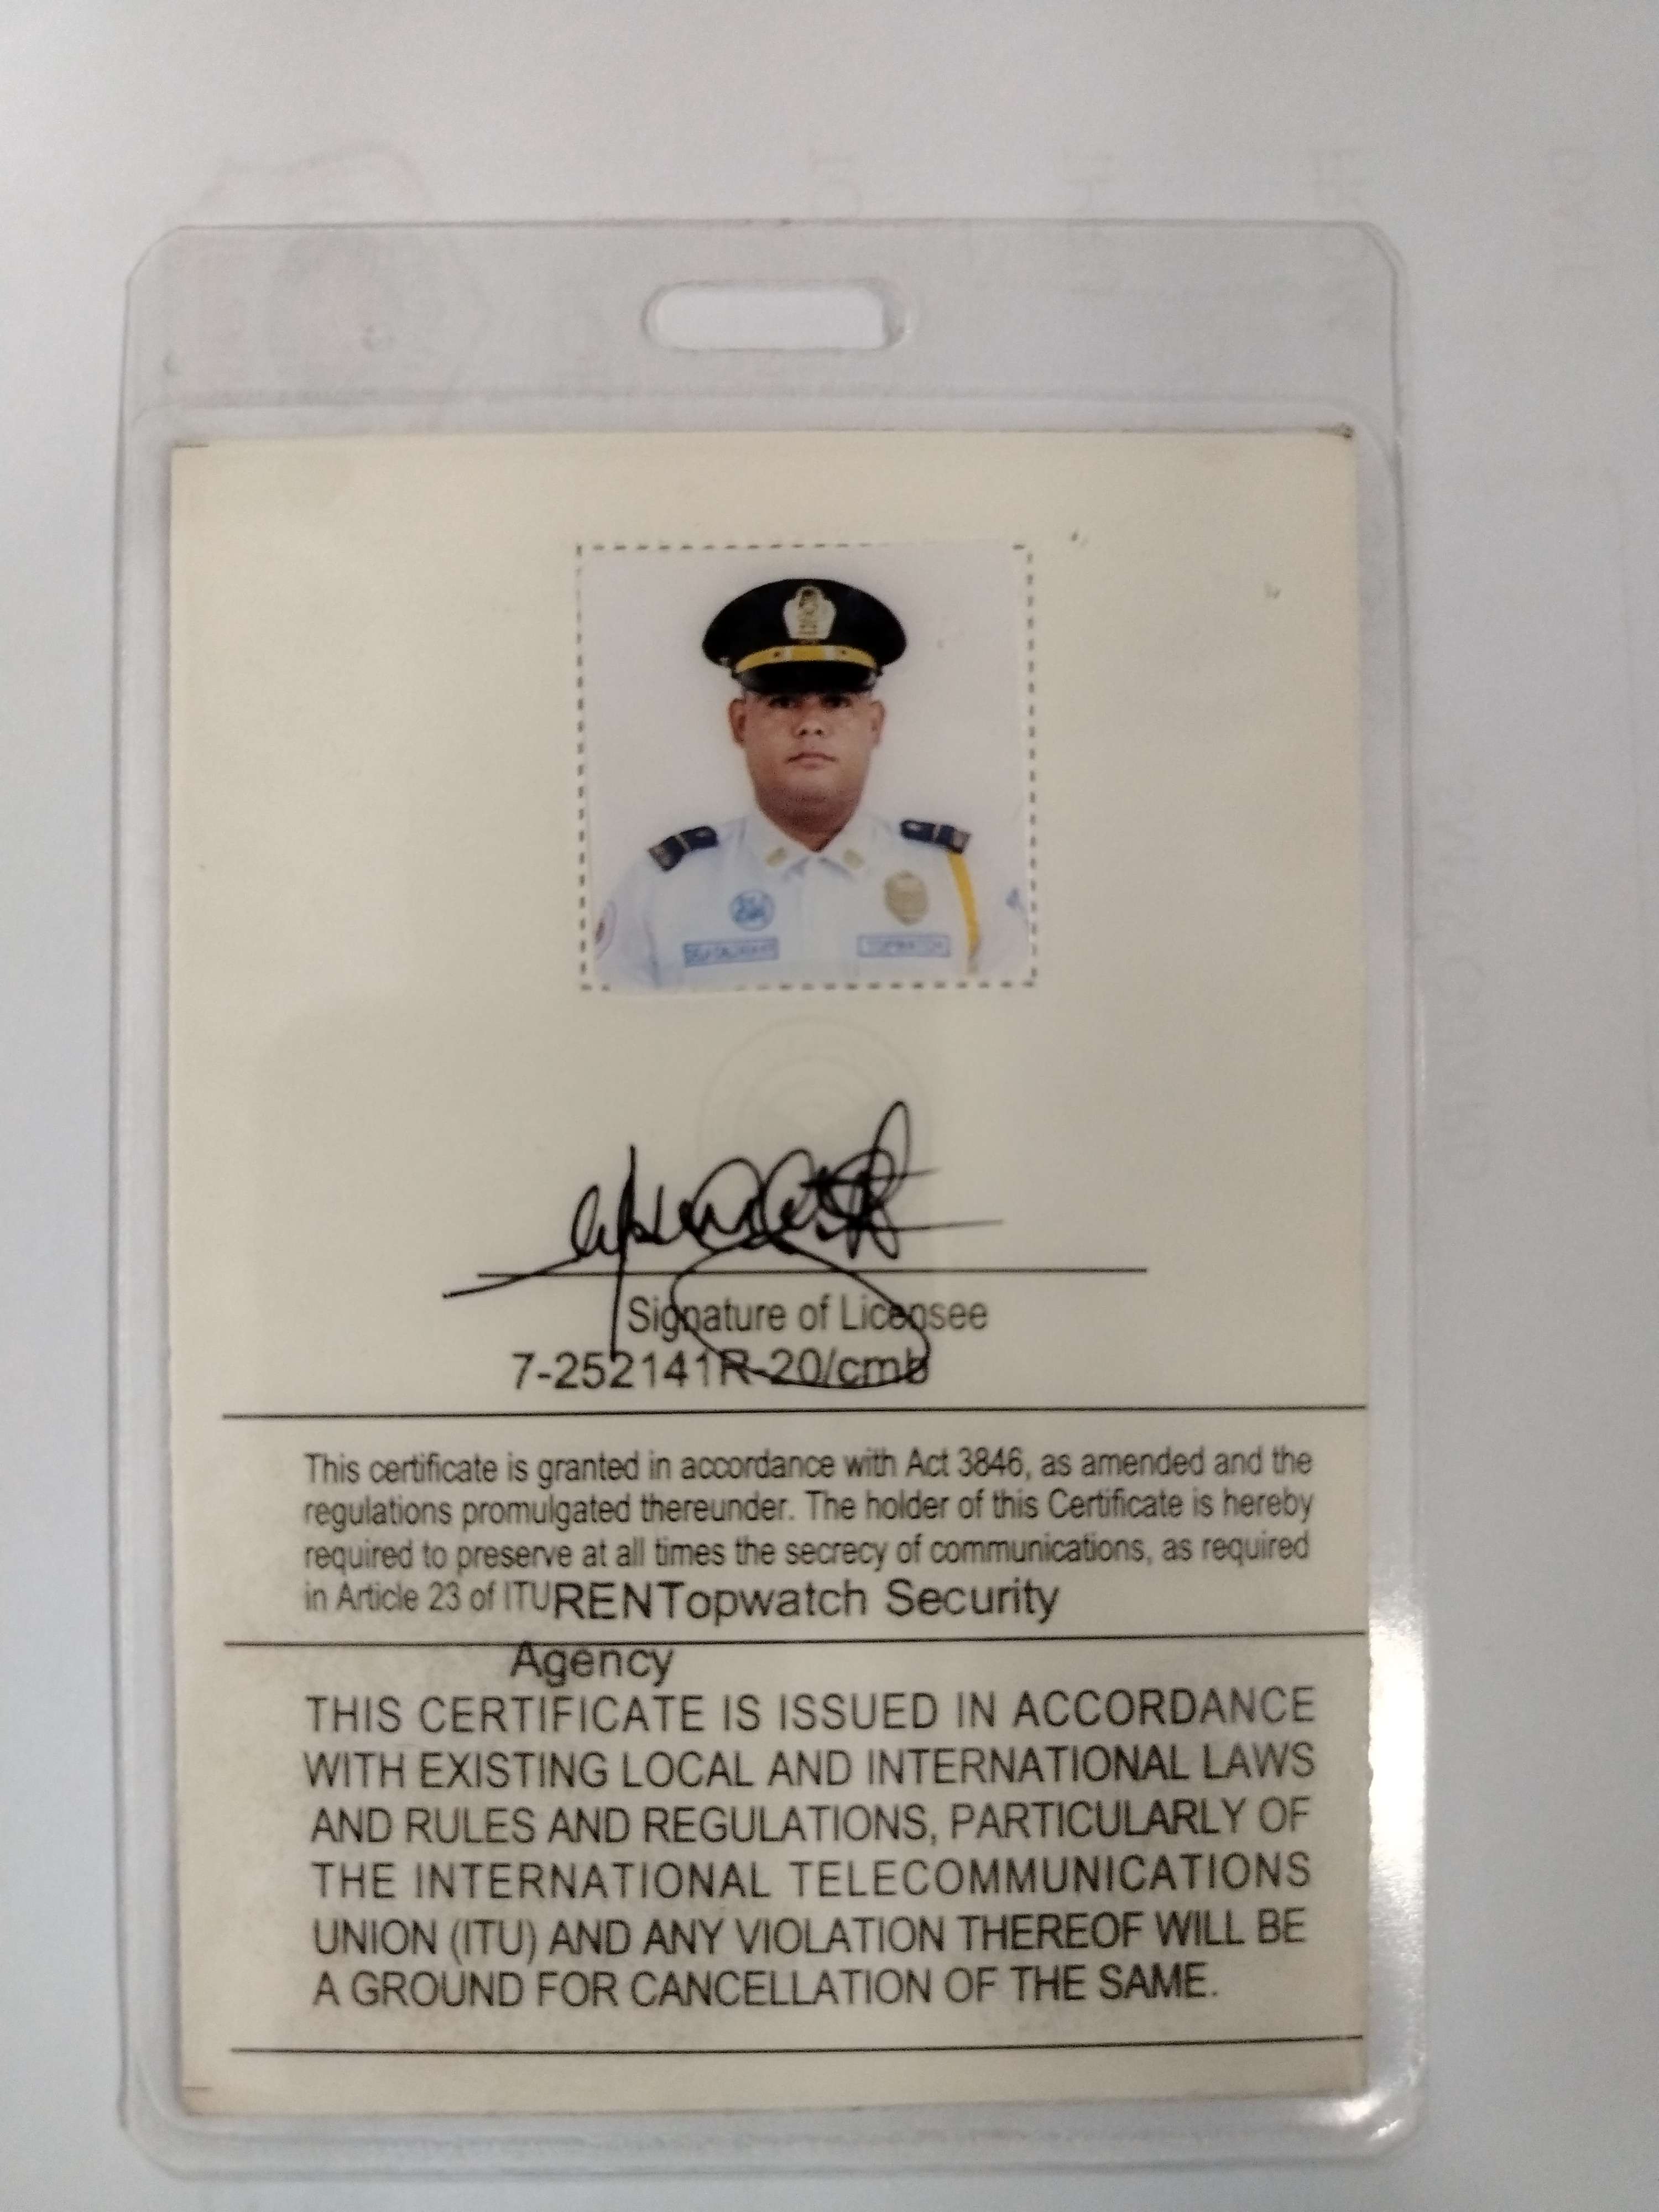 TOPWATCH
Signature of Licensee
7-252141R-20/cmb
This certificate is granted in accordance with Act 3846, as amended and the
regulations promulgated thereunder. The holder of this Certificate is hereby
required to preserve at all times the secrecy of communications, as required
in Article 23 of ITURENTopwatch Security
Agency
THIS CERTIFICATE IS ISSUED IN ACCORDANCE
WITH EXISTING LOCAL AND INTERNATIONAL LAWS
AND RULES AND REGULATIONS, PARTICULARLY OF
THE INTERNATIONAL TELECOMMUNICATIONS
UNION (ITU) AND ANY VIOLATION THEREOF WILL BE
A GROUND FOR CANCELLATION OF THE SAME.